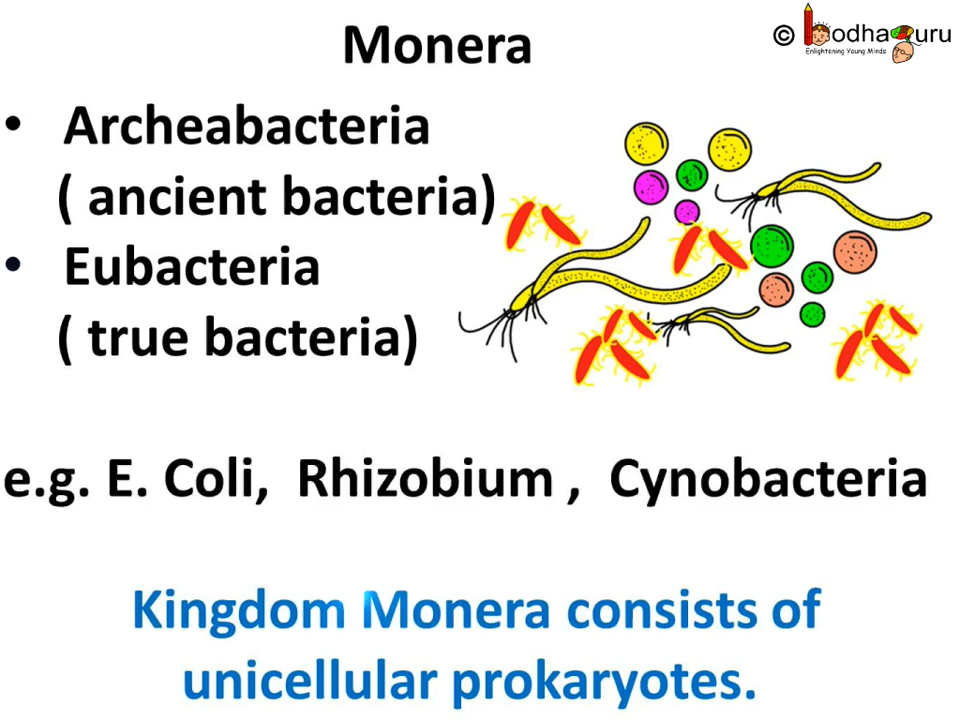 Monera
© BodhaGuru
Enlightening Young Minds
• Archeabacteria
( ancient bacteria)
• Eubacteria
( true bacteria)
e.g. E. Coli, Rhizobium , Cynobacteria
Kingdom Monera consists of
unicellular prokaryotes.